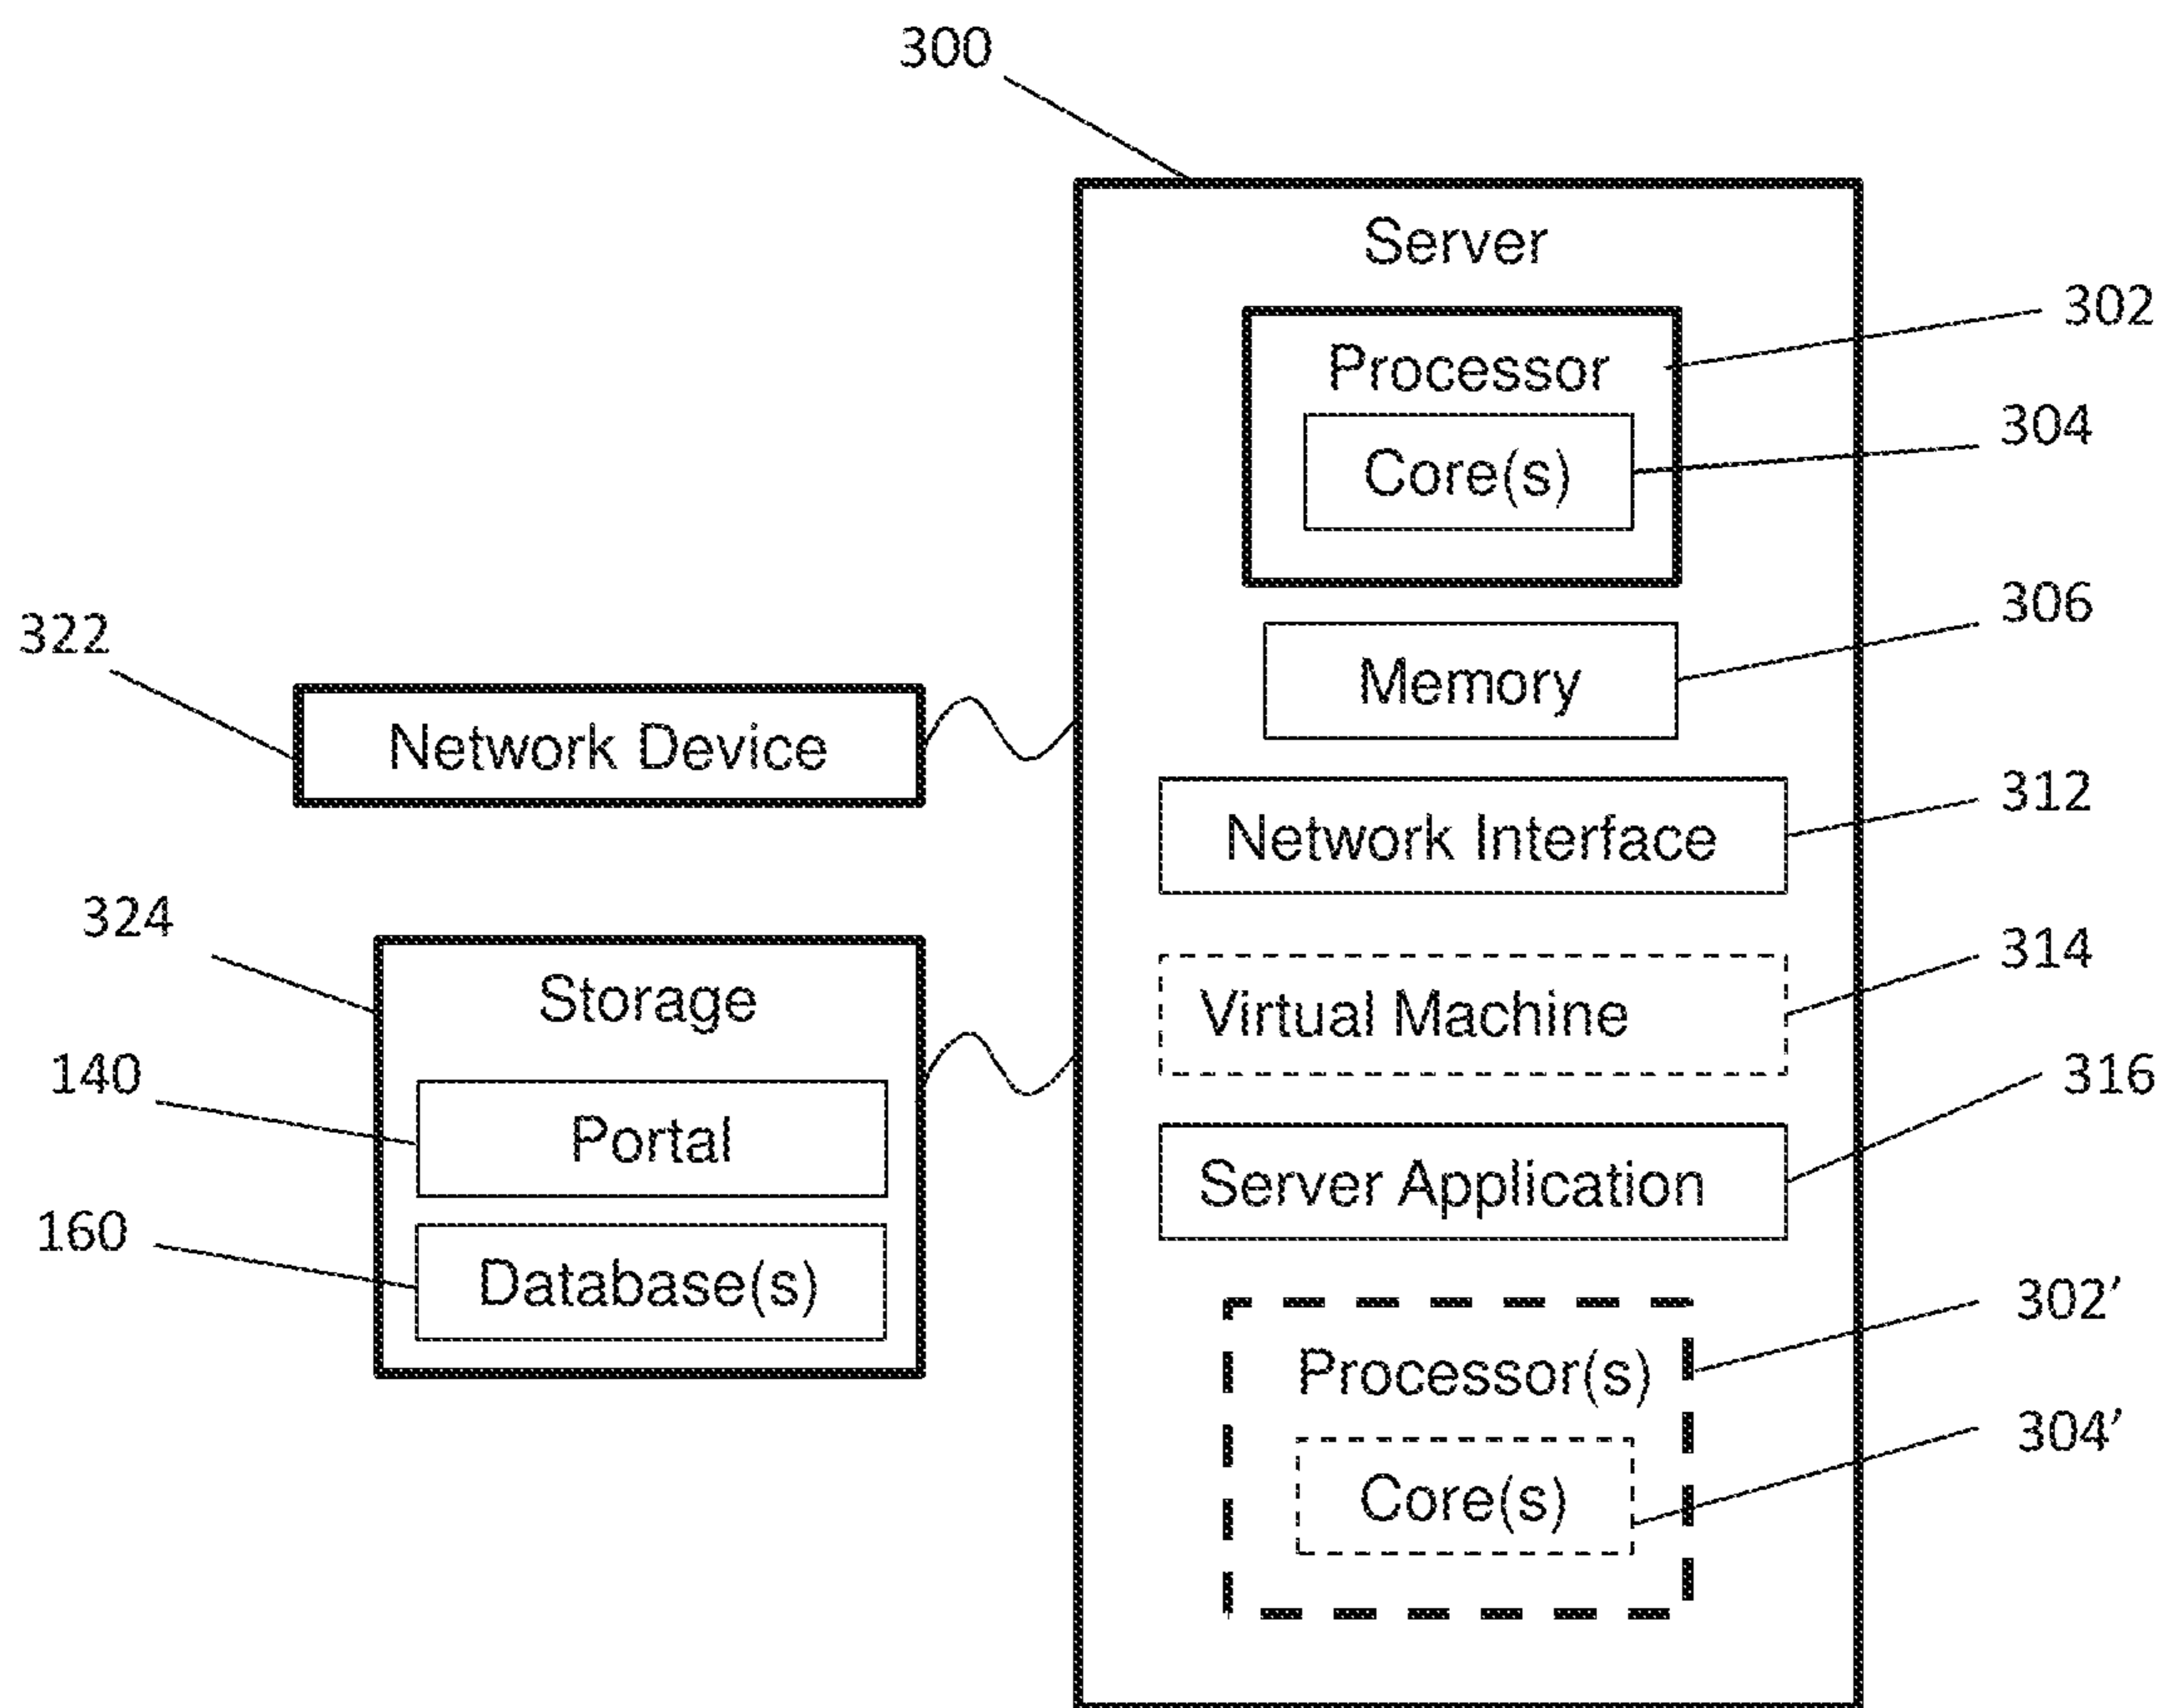 300
Server
302
Processor
304
Core(s)
306
Memory
322
Network Device
312
Network Interface
324
Storage
314
Virtual Machine
140
Portal
316
Server Application
160
Database(s)
302’
Processor(s)
304’
Core(s)